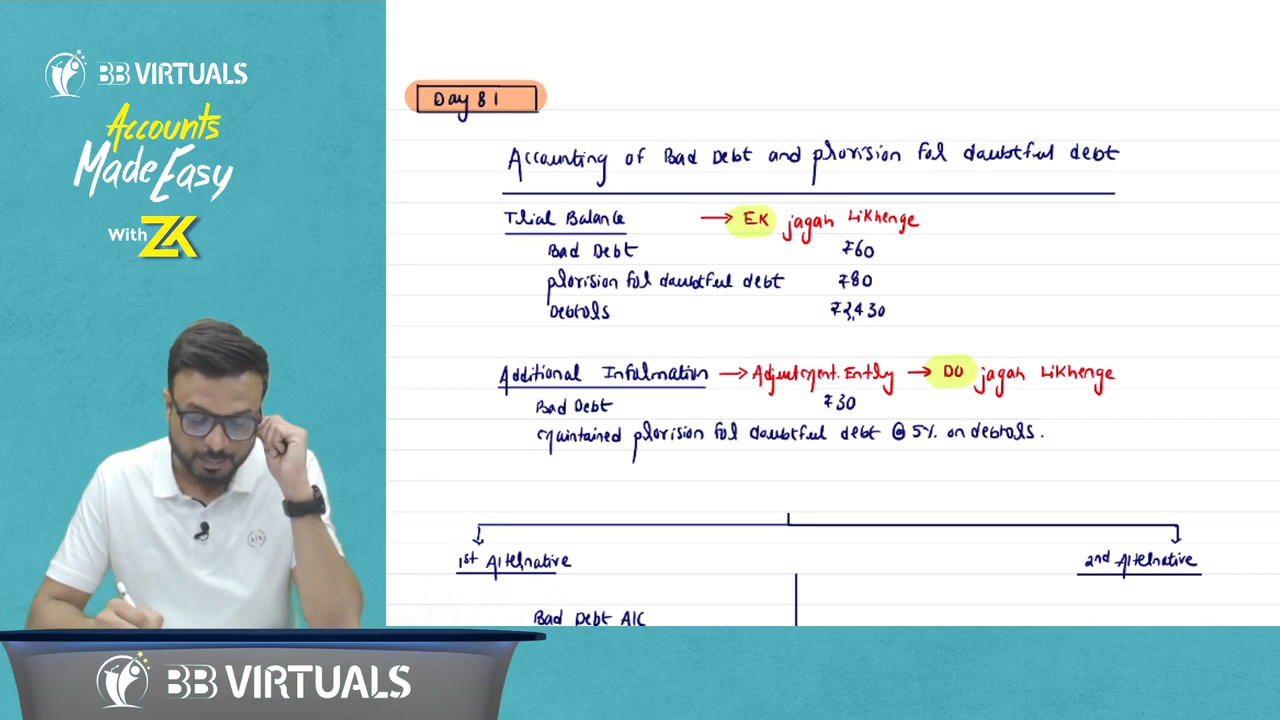 BB VIRTUALS
Accounts
Made Easy
With ZK
Day 81
Accounting of Bad Debt and provision for doubtful debt
Trial Balance → EK jagah Likhenge
Bad Debt ₹60
provision for doubtful debt ₹80
Debtors
Additional Information → Adjustment Entry → DO jagah Likhenge
Bad Debt ₹30
Maintained provision for doubtful debt @ 5% on debtors.
1st Alternative 2nd Alternative
Bad Debt A/C
BB VIRTUALS